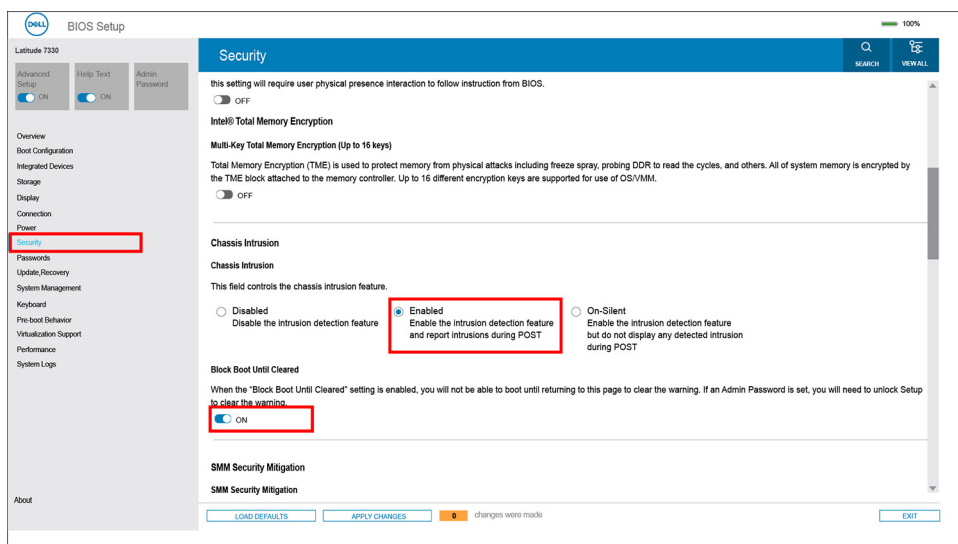 DELL
BIOS Setup
100%
Latitude 7330
Advanced
Setup
ON
Help Text
ON
Admin
Password
Overview
Boot Configuration
Integrated Devices
Storage
Display
Connection
Power
Security
Passwords
Update,Recovery
System Management
Keyboard
Pre-boot Behavior
Virtualization Support
Performance
System Logs
About
Security
SEARCH
VIEW ALL
this setting will require user physical presence interaction to follow instruction from BIOS.
OFF
Intel® Total Memory Encryption
Multi-Key Total Memory Encryption (Up to 16 keys)
Total Memory Encryption (TME) is used to protect memory from physical attacks including freeze spray, probing DDR to read the cycles, and others. All of system memory is encrypted by
the TME block attached to the memory controller. Up to 16 different encryption keys are supported for use of OS/VMM.
OFF
Chassis Intrusion
Chassis Intrusion
This field controls the chassis intrusion feature.
Disabled
Disable the intrusion detection feature
Enabled
Enable the intrusion detection feature
and report intrusions during POST
On-Silent
Enable the intrusion detection feature
but do not display any detected intrusion
during POST
Block Boot Until Cleared
When the “Block Boot Until Cleared” setting is enabled, you will not be able to boot until returning to this page to clear the warning. If an Admin Password is set, you will need to unlock Setup
to clear the warning.
ON
SMM Security Mitigation
SMM Security Mitigation
LOAD DEFAULTS
APPLY CHANGES
0
changes were made
EXIT